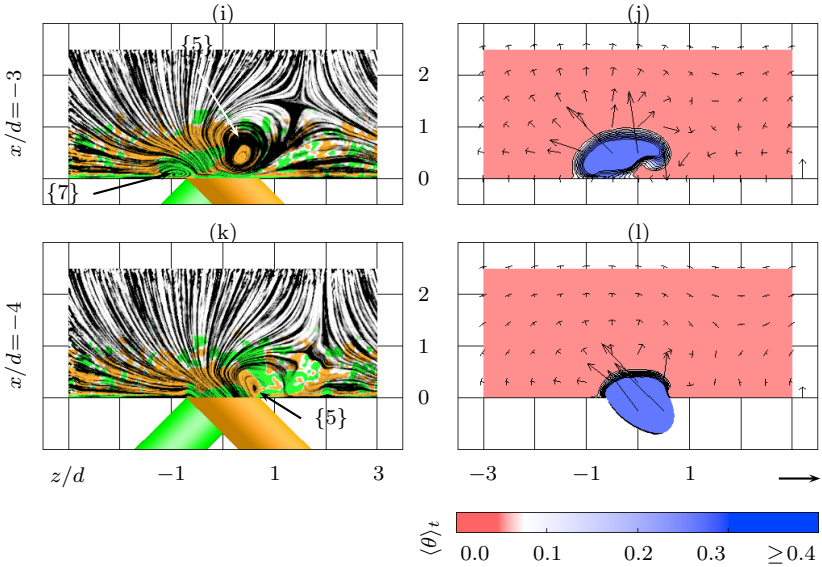 (i) (j)
{5}
x/d=−3
2
1
0
{7}
(k) (l)
x/d=−4
2
1
0
{5}
z/d −1 1 3 −3 −1 1
⟨θ⟩t
0.0 0.1 0.2 0.3 ≥0.4